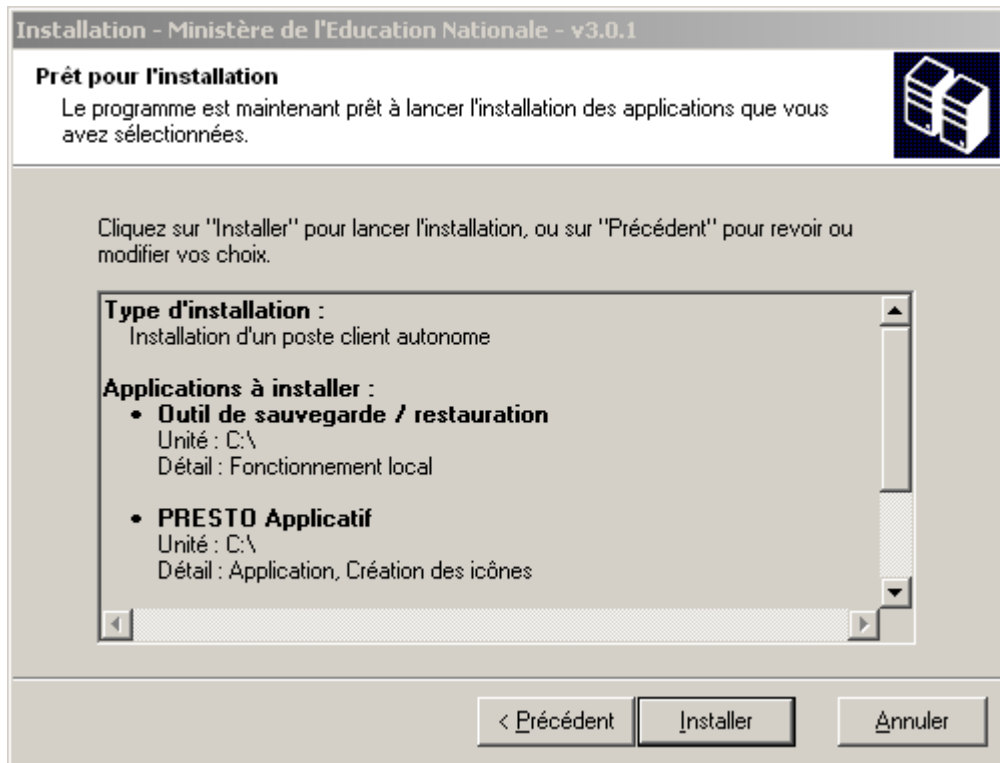 Installation - Ministère de l'Education Nationale - v3.0.1
Prêt pour l'installation
Le programme est maintenant prêt à lancer l'installation des applications que vous
avez sélectionnées.
Cliquez sur "Installer" pour lancer l'installation, ou sur "Précédent" pour revoir ou
modifier vos choix.
Type d'installation :
Installation d'un poste client autonome
Applications à installer :
• Outil de sauvegarde / restauration
Unité : C:\
Détail : Fonctionnement local
• PRESTO Applicatif
Unité : C:\
Détail : Application, Création des icônes
< Précédent
Installer
Annuler